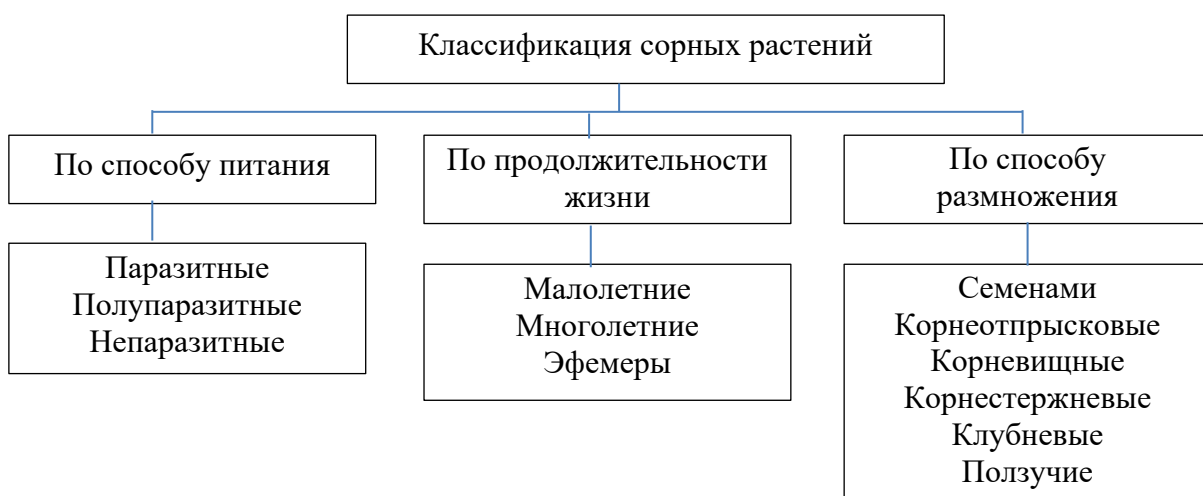 Классификация сорных растений
По способу питания
По продолжительности
жизни
По способу
размножения
Паразитные
Полупаразитные
Непаразитные
Малолетние
Многолетние
Эфемеры
Семенами
Корнеотпрысковые
Корневищные
Корнестержневые
Клубневые
Ползучие